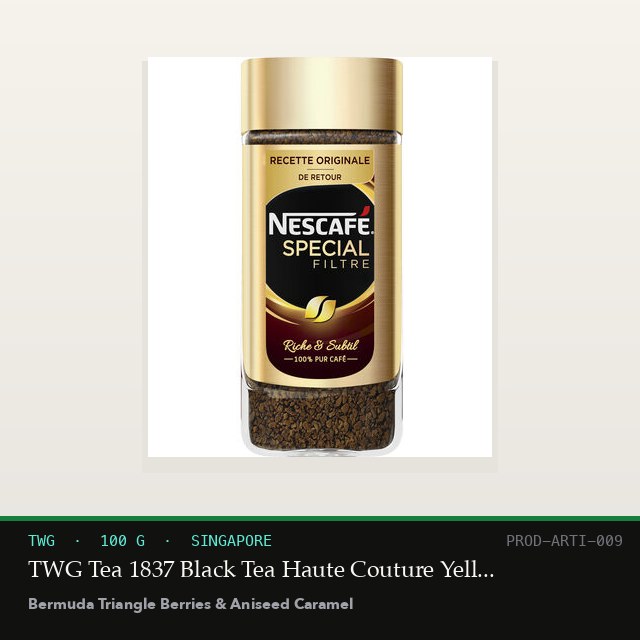 RECETTE ORIGINALE
DE RETOUR
NESCAFÉ.
SPECIAL
FILTRE
Riche & Subtil
100% PUR CAFÉ
TWG · 100 G · SINGAPORE
PROD-ARTI-009
TWG Tea 1837 Black Tea Haute Couture Yell...
Bermuda Triangle Berries & Aniseed Caramel